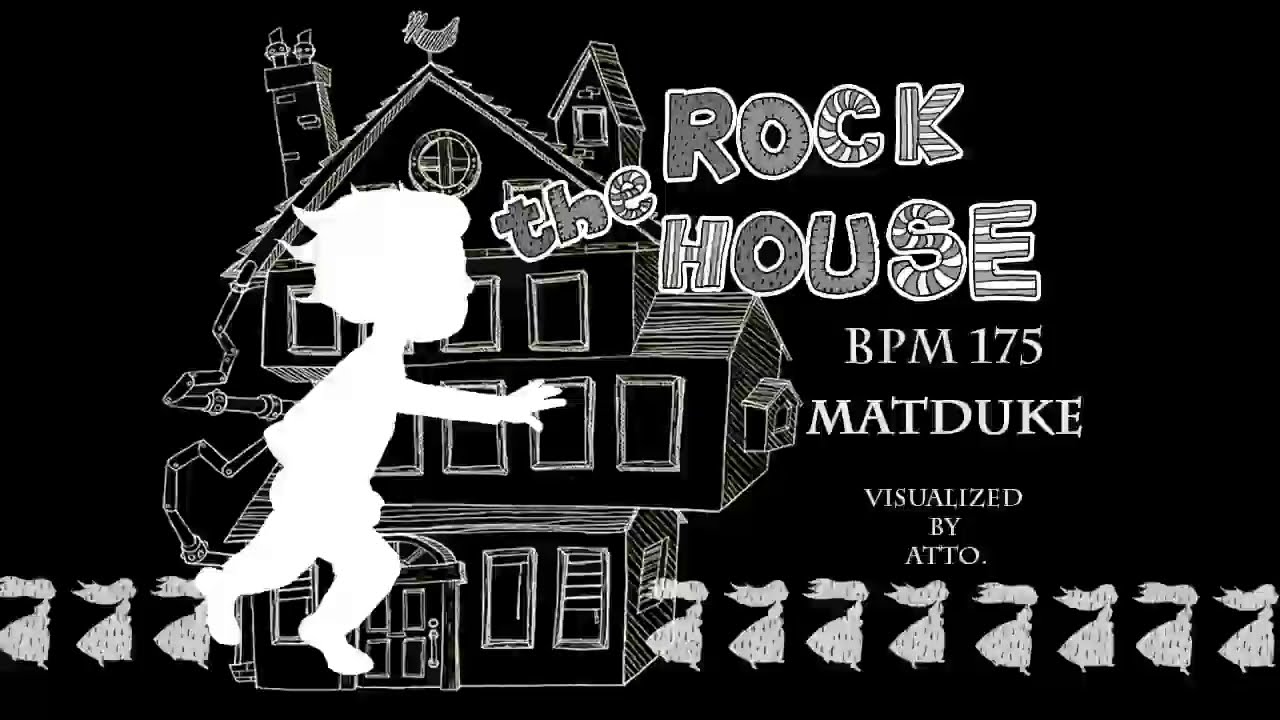 ROCK
the HOUSE
BPM 175
MATDUKE
VISUALIZED
BY
ATTO.